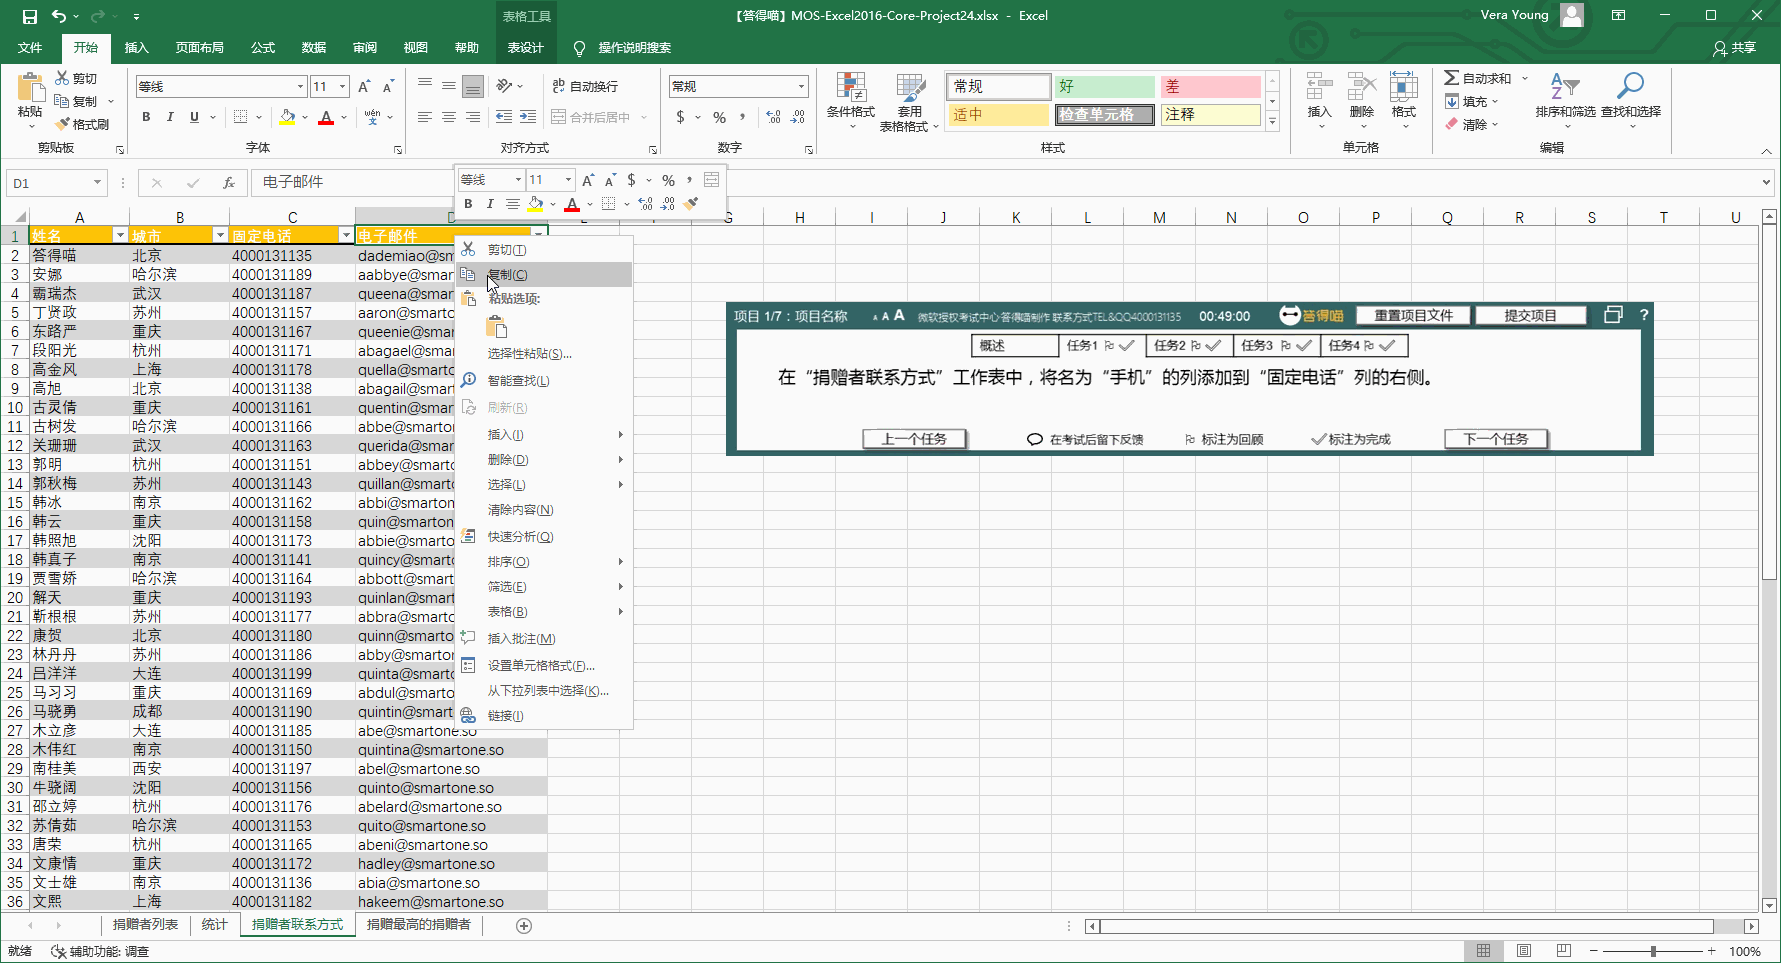 【答得喵】MOS-Excel2016-Core-Project24.xlsx - Excel
表格工具
Vera Young
文件 开始 插入 页面布局 公式 数据 审阅 视图 帮助 表设计 操作说明搜索 共享
粘贴 剪切 复制 格式刷 剪贴板
等线 11 B I U A wén 字体
自动换行 合并后居中 对齐方式
常规 $ % , 数字
条件格式 套用表格格式 常规 好 差 适中 检查单元格 注释 样式
插入 删除 格式 单元格
自动求和 填充 清除 排序和筛选 查找和选择 编辑
D1 fx 电子邮件
等线 11 A A $ % ,
B I A
A B C D G H I J K L M N O P Q R S T U
1 姓名 城市 固定电话 电子邮件
2 答得喵 北京 4000131135 dademiao@sm
3 安娜 哈尔滨 4000131189 aabbye@smart
4 霸瑞杰 武汉 4000131187 queena@smart
5 丁贤政 苏州 4000131157 aaron@smarto
6 东路严 重庆 4000131167 queenie@smart
7 段阳光 杭州 4000131171 abagael@smar
8 高金风 上海 4000131178 quella@smarto
9 高旭 北京 4000131138 abagail@smart
10 古灵倩 重庆 4000131161 quentin@smar
11 古树发 哈尔滨 4000131166 abbe@smarton
12 关珊珊 武汉 4000131163 querida@smart
13 郭明 杭州 4000131151 abbey@smarto
14 郭秋梅 苏州 4000131143 quillan@smart
15 韩冰 南京 4000131162 abbi@smarton
16 韩云 重庆 4000131158 quin@smarton
17 韩照旭 沈阳 4000131173 abbie@smarto
18 韩真子 南京 4000131141 quincy@smart
19 贾雪娇 哈尔滨 4000131164 abbott@smart
20 解天 重庆 4000131193 quinlan@smart
21 靳根根 苏州 4000131177 abbra@smarto
22 康贺 北京 4000131180 quinn@smarto
23 林丹丹 苏州 4000131186 abby@smarton
24 吕洋洋 大连 4000131199 quinta@smarto
25 马习习 重庆 4000131169 abdul@smarto
26 马骁勇 成都 4000131190 quintin@smart
27 木立彦 大连 4000131185 abe@smartone.so
28 木伟红 南京 4000131150 quintina@smartone.so
29 南桂美 西安 4000131197 abel@smartone.so
30 牛骁阔 沈阳 4000131156 quinto@smartone.so
31 邵立婷 杭州 4000131176 abelard@smartone.so
32 苏倩茹 哈尔滨 4000131153 quito@smartone.so
33 唐荣 杭州 4000131165 abeni@smartone.so
34 文康情 重庆 4000131172 hadley@smartone.so
35 文士雄 南京 4000131136 abia@smartone.so
36 文熙 上海 4000131182 hakeem@smartone.so
剪切(T)
复制(C)
粘贴选项:
选择性粘贴(S)...
智能查找(L)
刷新(R)
插入(I)
删除(D)
选择(L)
清除内容(N)
快速分析(Q)
排序(O)
筛选(E)
表格(B)
插入批注(M)
设置单元格格式(F)...
从下拉列表中选择(K)...
链接(I)
项目 1/7：项目名称 A A A 微软授权考试中心·答得喵制作 联系方式TEL&QQ4000131135 00:49:00 答得喵 重置项目文件 提交项目 ?
概述 任务1 任务2 任务3 任务4
在“捐赠者联系方式”工作表中，将名为“手机”的列添加到“固定电话”列的右侧。
上一个任务 在考试后留下反馈 标注为回顾 标注为完成 下一个任务
捐赠者列表 统计 捐赠者联系方式 捐赠最高的捐赠者
就绪 辅助功能: 调查 100%